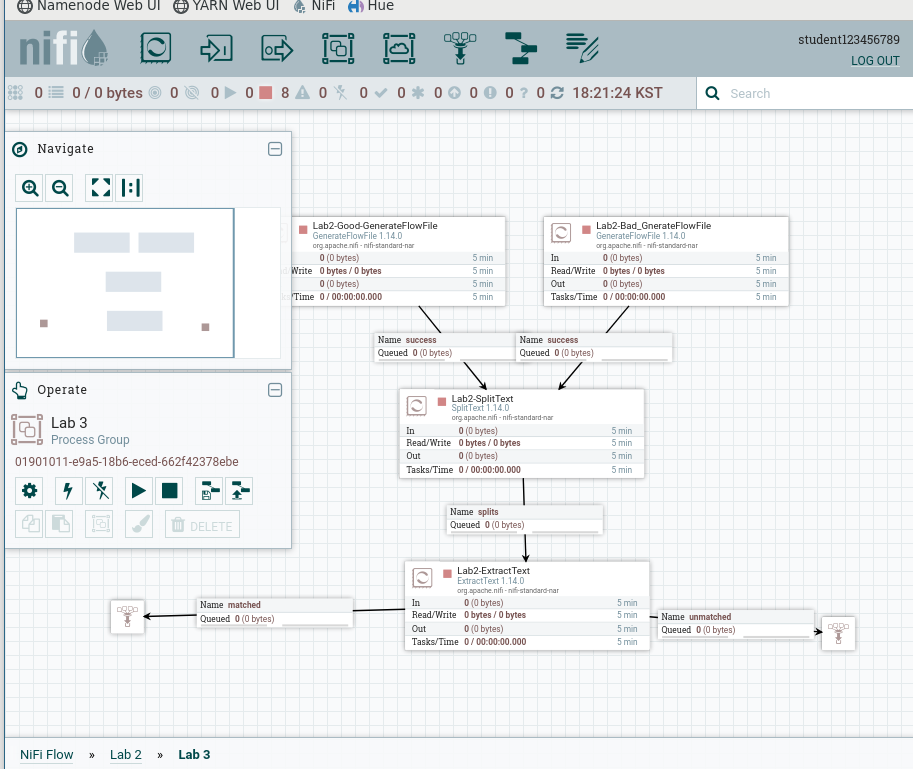 Namenode Web UI YARN Web UI NiFi Hue
nifi
student123456789
LOG OUT
0 0 / 0 bytes 0 0 0 8 0 0 0 0 0 0 0 18:21:24 KST
Search
Navigate
Lab2-Good-GenerateFlowFile
GenerateFlowFile 1.14.0
org.apache.nifi - nifi-standard-nar
0 (0 bytes) 5 min
Write 0 bytes / 0 bytes 5 min
0 (0 bytes) 5 min
/Time 0 / 00:00:00.000 5 min
Lab2-Bad_GnerateFlowFile
GenerateFlowFile 1.14.0
org.apache.nifi - nifi-standard-nar
In 0 (0 bytes) 5 min
Read/Write 0 bytes / 0 bytes 5 min
Out 0 (0 bytes) 5 min
Tasks/Time 0 / 00:00:00.000 5 min
Name success
Queued 0 (0 bytes)
Name success
Queued 0 (0 bytes)
Operate
Lab 3
Process Group
01901011-e9a5-18b6-eced-662f42378ebe
DELETE
Lab2-SplitText
SplitText 1.14.0
org.apache.nifi - nifi-standard-nar
In 0 (0 bytes) 5 min
Read/Write 0 bytes / 0 bytes 5 min
Out 0 (0 bytes) 5 min
Tasks/Time 0 / 00:00:00.000 5 min
Name splits
Queued 0 (0 bytes)
Lab2-ExtractText
ExtractText 1.14.0
org.apache.nifi - nifi-standard-nar
In 0 (0 bytes) 5 min
Read/Write 0 bytes / 0 bytes 5 min
Out 0 (0 bytes) 5 min
Tasks/Time 0 / 00:00:00.000 5 min
Name matched
Queued 0 (0 bytes)
Name unmatched
Queued 0 (0 bytes)
NiFi Flow » Lab 2 » Lab 3